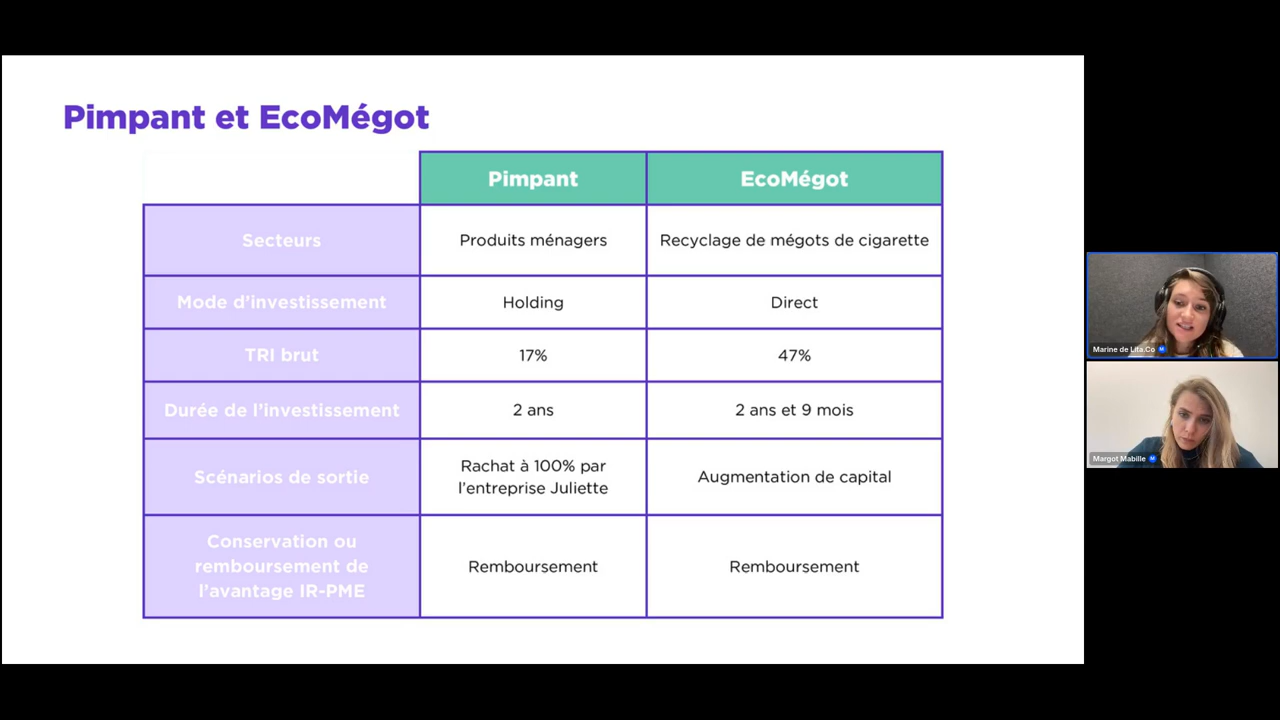 Pimpant et EcoMégot
Pimpant
EcoMégot
Secteurs
Produits ménagers
Recyclage de mégots de cigarette
Mode d’investissement
Holding
Direct
TRI brut
17%
47%
Durée de l’investissement
2 ans
2 ans et 9 mois
Scénarios de sortie
Rachat à 100% par
l’entreprise Juliette
Augmentation de capital
Conservation ou
remboursement de
l’avantage IR-PME
Remboursement
Remboursement
Marine de Lita.Co
M
Margot Mabille
M